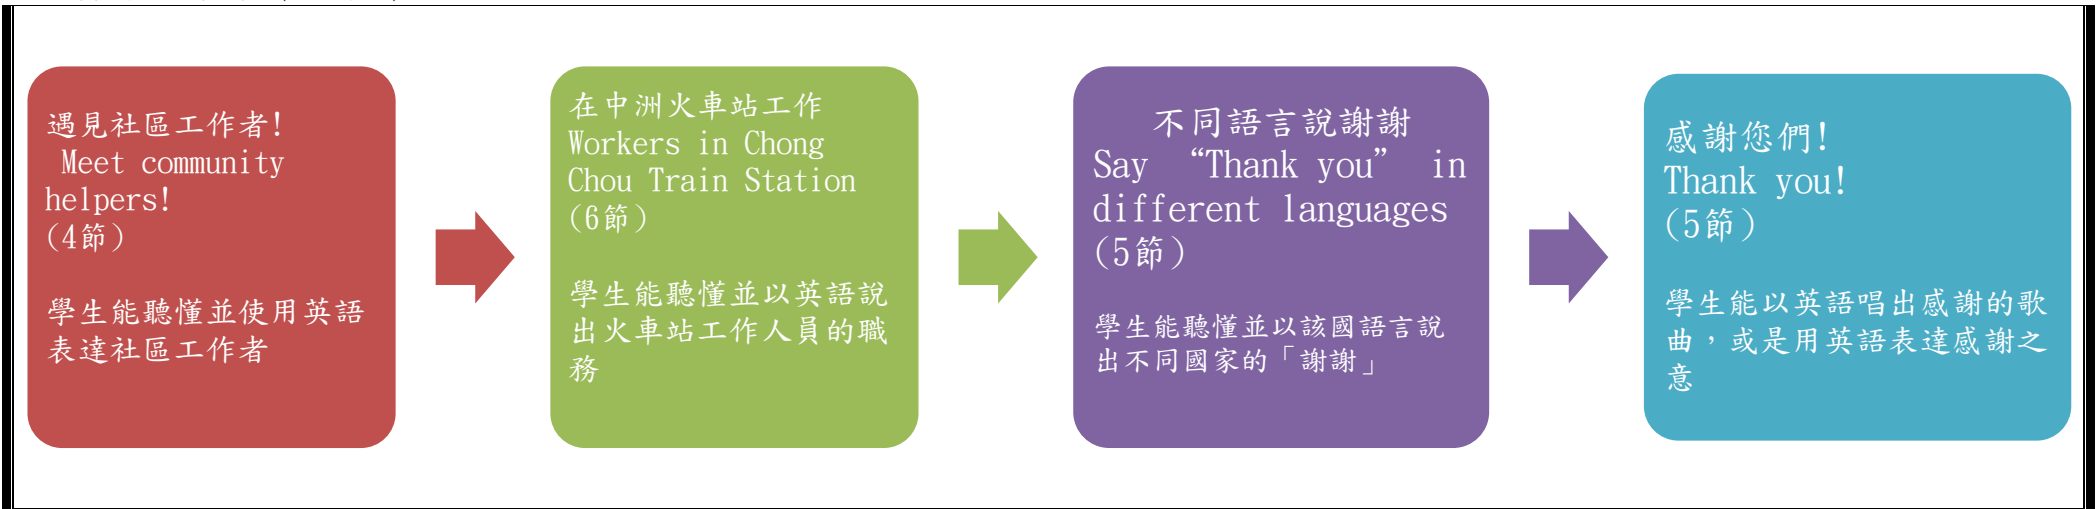 遇見社區工作者!
Meet community
helpers!
(4節)
學生能聽懂並使用英語
表達社區工作者
在中洲火車站工作
Workers in Chong
Chou Train Station
(6節)
學生能聽懂並以英語說
出火車站工作人員的職
務
不同語言說謝謝
Say “Thank you” in
different languages
(5節)
學生能聽懂並以該國語言說
出不同國家的「謝謝」
感謝您們!
Thank you!
(5節)
學生能以英語唱出感謝的歌
曲，或是用英語表達感謝之
意